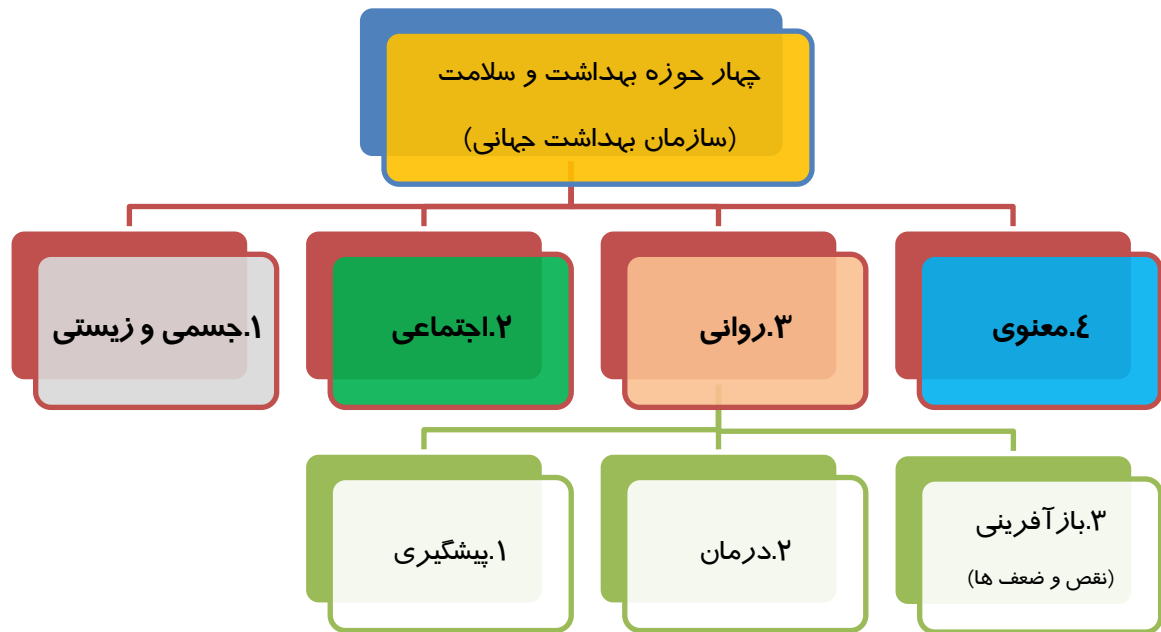 چهار حوزه بهداشت و سلامت
(سازمان بهداشت جهانی)
۱.جسمی و زیستی
۲.اجتماعی
۳.روانی
۴.معنوی
۱.پیشگیری
۲.درمان
۳.بازآفرینی
(نقص و ضعف ها)